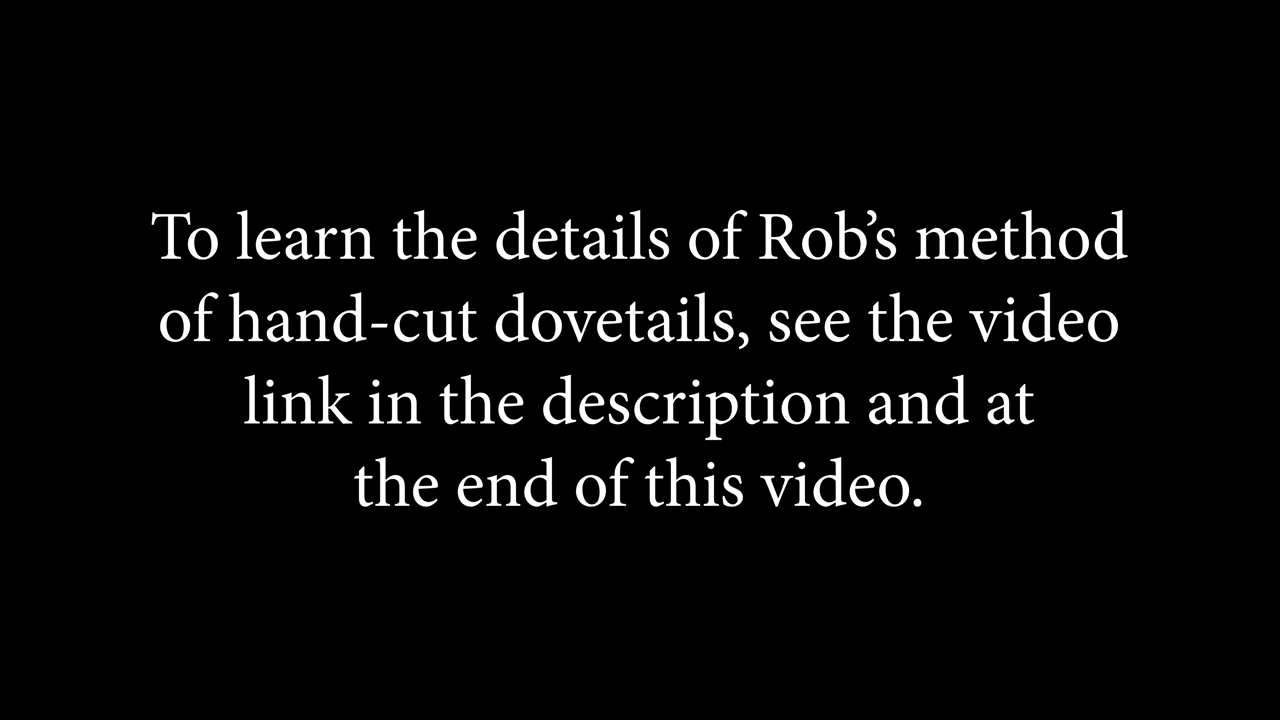 To learn the details of Rob’s method
of hand-cut dovetails, see the video
link in the description and at
the end of this video.